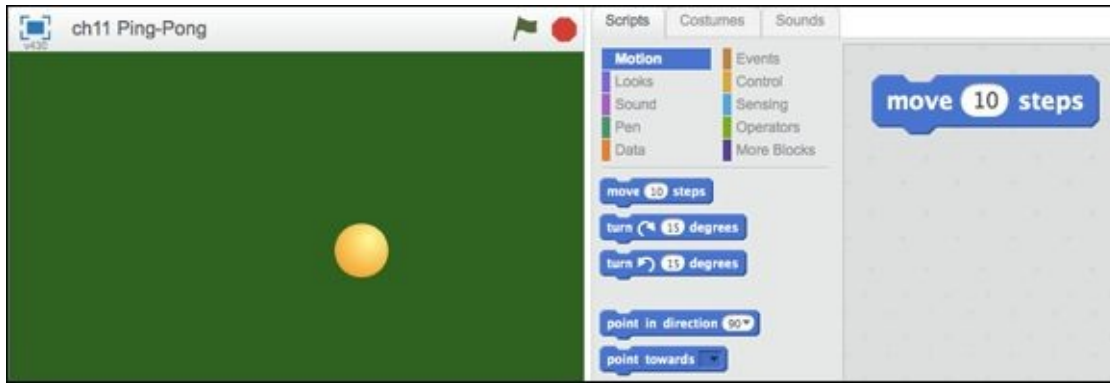 ch11 Ping-Pong
v430
Scripts Costumes Sounds
Motion Events
Looks Control
Sound Sensing
Pen Operators
Data More Blocks
move 10 steps
turn 15 degrees
turn 15 degrees
point in direction 90
point towards
move 10 steps